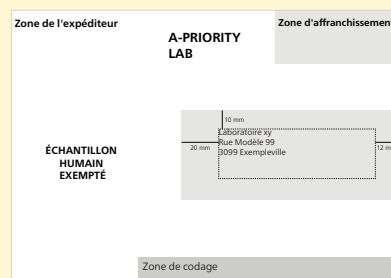 Zone de l'expéditeur
A-PRIORITY
LAB
Zone d'affranchissement
10 mm
20 mm
Laboratoire xy
Rue Modèle 99
3099 Exempleville
12 m
ÉCHANTILLON
HUMAIN
EXEMPTÉ
Zone de codage